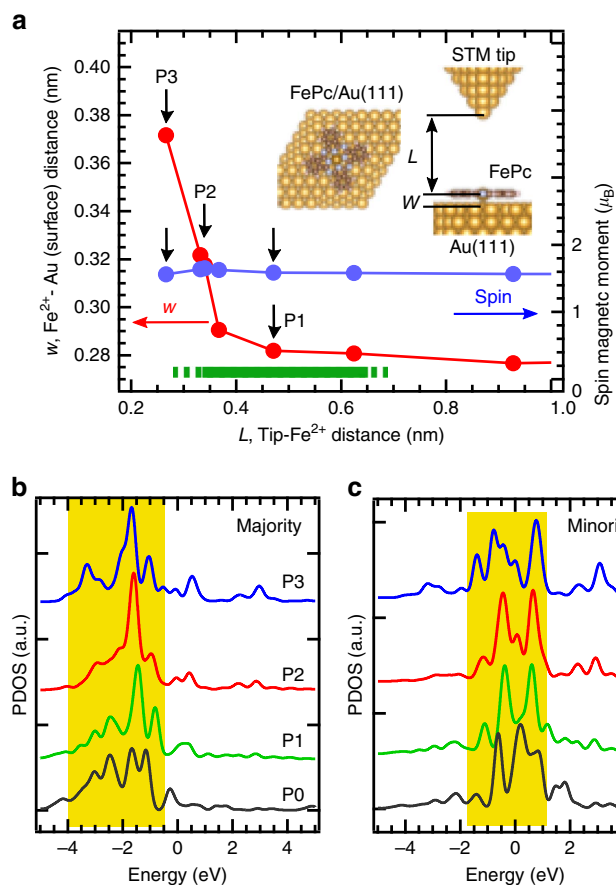 a
w, Fe²⁺- Au (surface) distance (nm)
0.40
0.38
0.36
0.34
0.32
0.30
0.28
P3
P2
P1
w
FePc/Au(111)
STM tip
L
FePc
W
Au(111)
Spin
2
1
0
Spin magnetc moment (μB)
0.2
0.4
0.6
0.8
1.0
L, Tip-Fe²⁺ distance (nm)
b
Majority
PDOS (a.u.)
P3
P2
P1
P0
–4
–2
0
2
4
Energy (eV)
c
Minori
PDOS (a.u.)
–4
–2
0
2
4
Energy (eV)